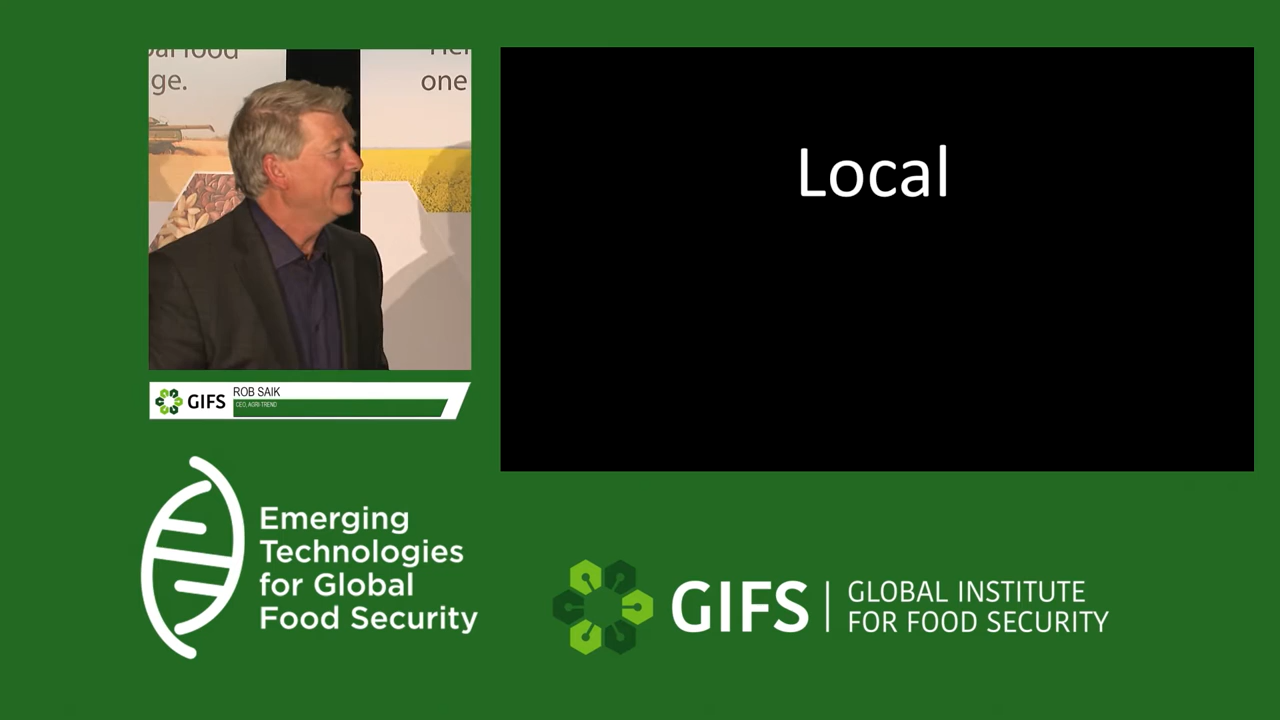 food
ge.
one
Local
GIFS
ROB SAIK
CEO, AGRI-TREND
Emerging
Technologies
for Global
Food Security
GIFS
GLOBAL INSTITUTE
FOR FOOD SECURITY